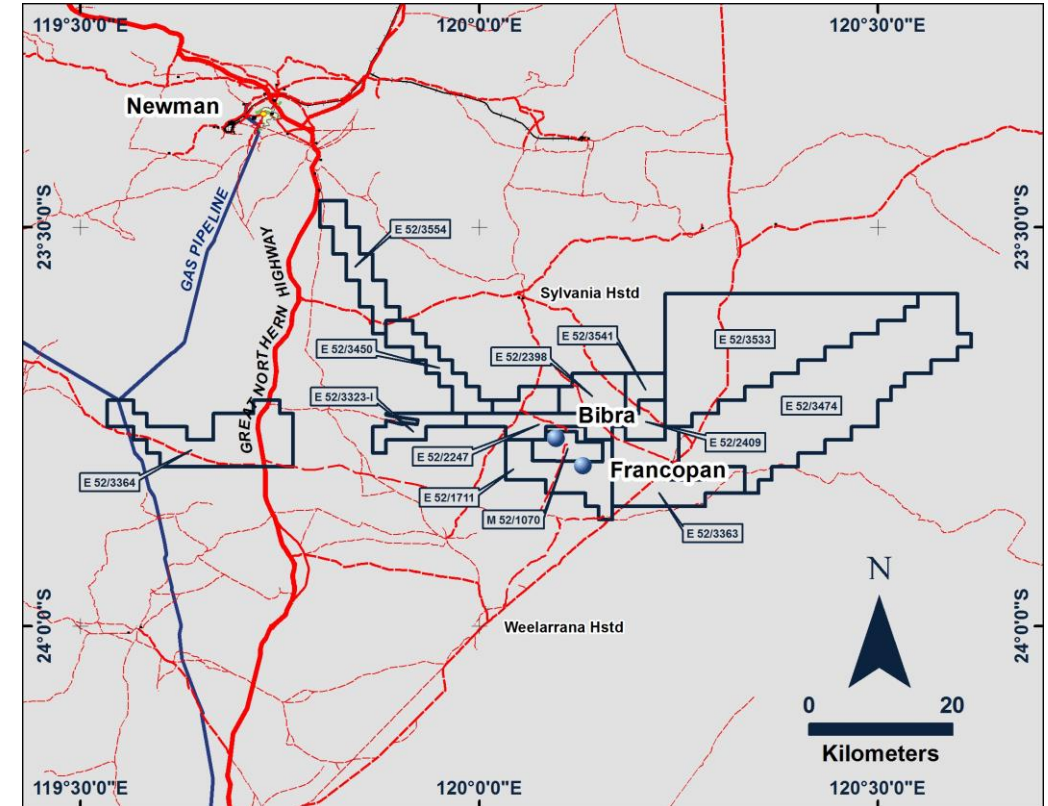 119°30'0"E
120°0'0"E
120°30'0"E
Newman
23°30'0"S
23°30'0"S
E 52/3554
GAS PIPELINE
GREAT NORTHERN HIGHWAY
Sylvania Hstd
E 52/3541
E 52/3533
E 52/3450
E 52/2398
E 52/3323-I
E 52/3474
Bibra
E 52/2409
E 52/2247
Francopan
E 52/3364
E 52/1711
M 52/1070
E 52/3363
N
24°0'0"S
Weelarrana Hstd
24°0'0"S
0 20
Kilometers
119°30'0"E
120°0'0"E
120°30'0"E